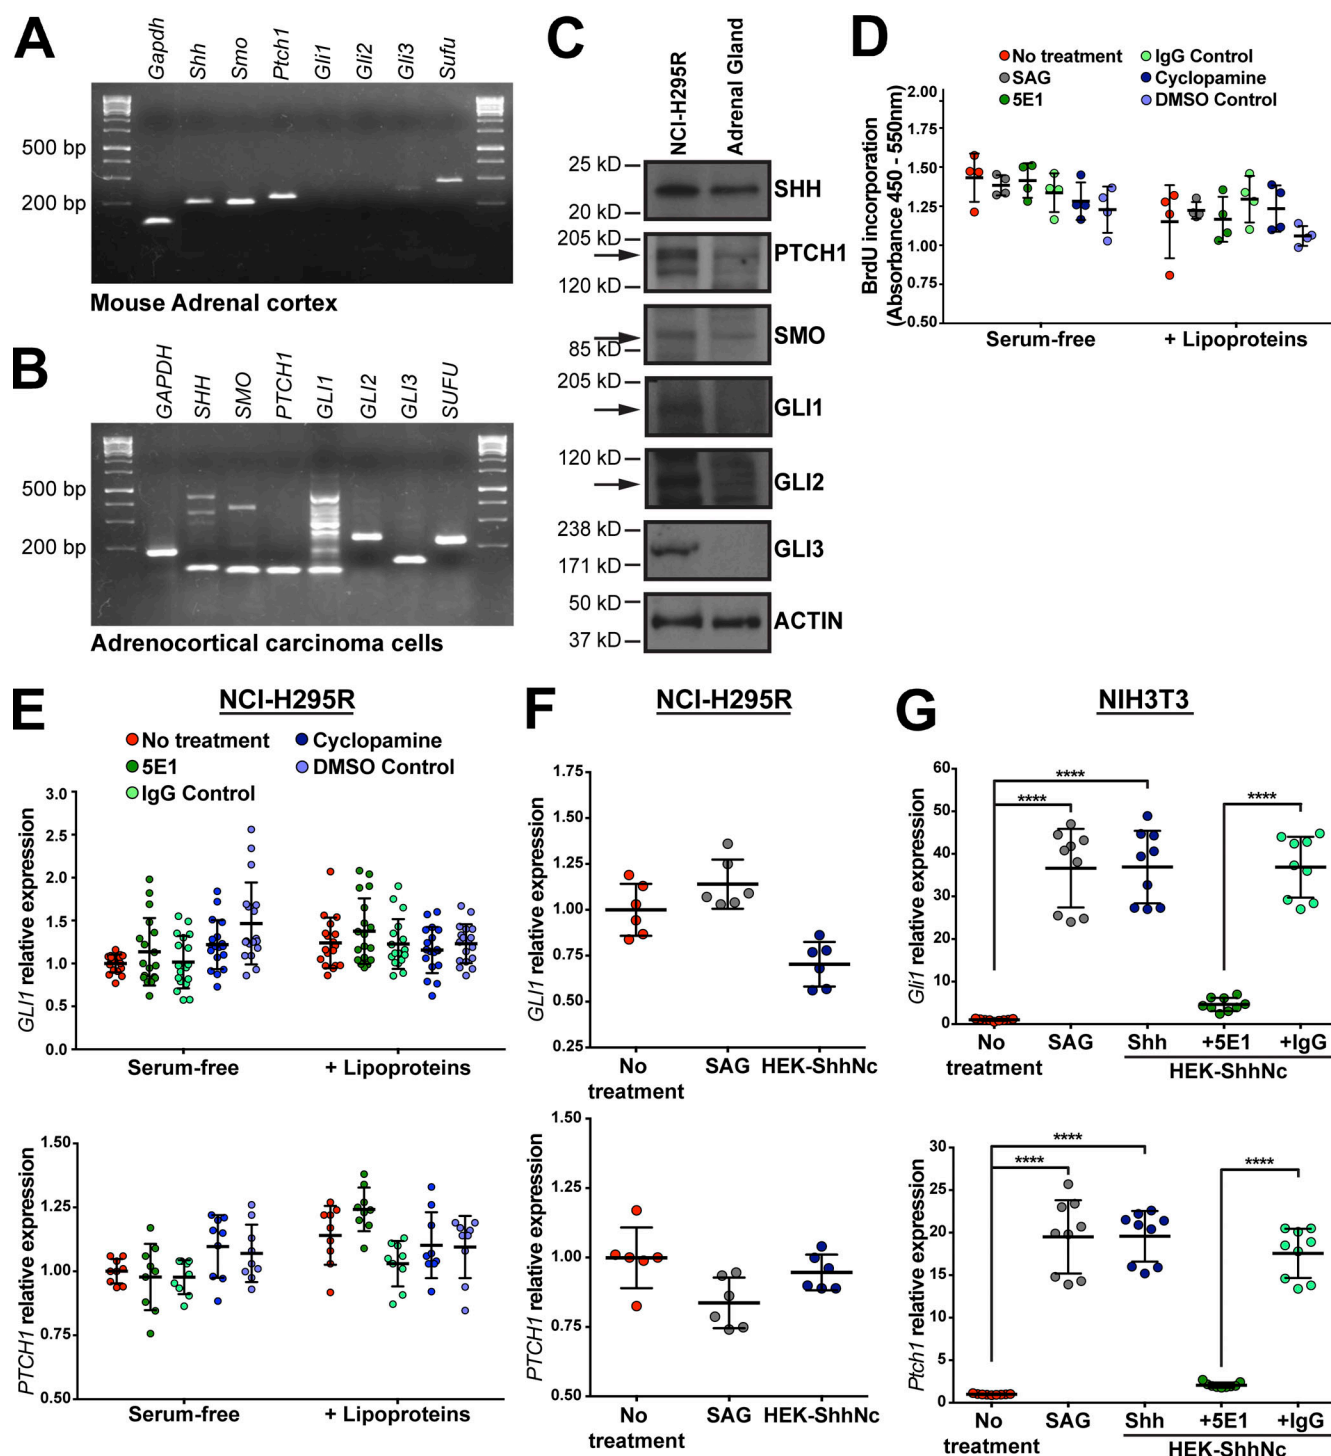 A
Gapdh Shh Smo Ptch1 Gli1 Gli2 Gli3 Sufu
500 bp
200 bp
Mouse Adrenal cortex
B
GAPDH SHH SMO PTCH1 GLI1 GLI2 GLI3 SUFU
500 bp
200 bp
Adrenocortical carcinoma cells
C
NCI-H295R Adrenal Gland
25 kD
SHH
20 kD
205 kD
PTCH1
120 kD
SMO
85 kD
205 kD
GLI1
120 kD
GLI2
238 kD
GLI3
171 kD
50 kD
ACTIN
37 kD
D
No treatment IgG Control
SAG Cyclopamine
5E1 DMSO Control
BrdU incorporation
(Absorbance 450 - 550nm)
2.00
1.75
1.50
1.25
1.00
0.75
0.50
Serum-free + Lipoproteins
E
NCI-H295R
No treatment Cyclopamine
5E1 DMSO Control
IgG Control
GLI1 relative expression
3.0
2.5
2.0
1.5
1.0
0.5
0.0
Serum-free + Lipoproteins
PTCH1 relative expression
1.50
1.25
1.00
0.75
0.50
Serum-free + Lipoproteins
F
NCI-H295R
GLI1 relative expression
1.75
1.50
1.25
1.00
0.75
0.50
0.25
No SAG HEK-ShhNc
treatment
PTCH1 relative expression
1.50
1.25
1.00
0.75
0.50
No SAG HEK-ShhNc
treatment
G
NIH3T3
Gli1 relative expression
60
50
40
30
20
10
0
****
****
****
No SAG Shh +5E1 +IgG
treatment HEK-ShhNc
Ptch1 relative expression
30
25
20
15
10
5
0
****
****
****
No SAG Shh +5E1 +IgG
treatment HEK-ShhNc